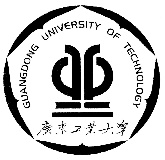 GUANGDONG UNIVERSITY OF TECHNOLOGY
广东工业大学